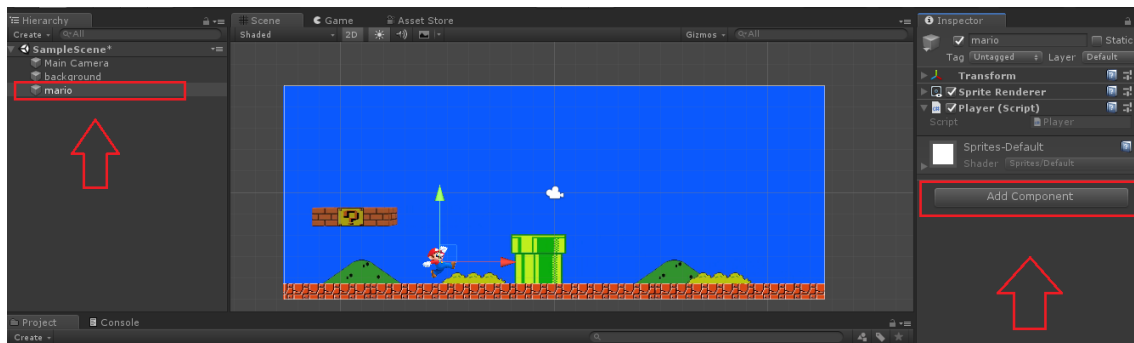 Hierarchy
Create
All
SampleScene*
Main Camera
background
mario
Scene
Game
Asset Store
Shaded
2D
Gizmos
All
?
Inspector
mario
Static
Tag Untagged Layer Default
Transform
Sprite Renderer
Player (Script)
Script Player
Sprites-Default
Shader Sprites/Default
Add Component
Project
Console
Create